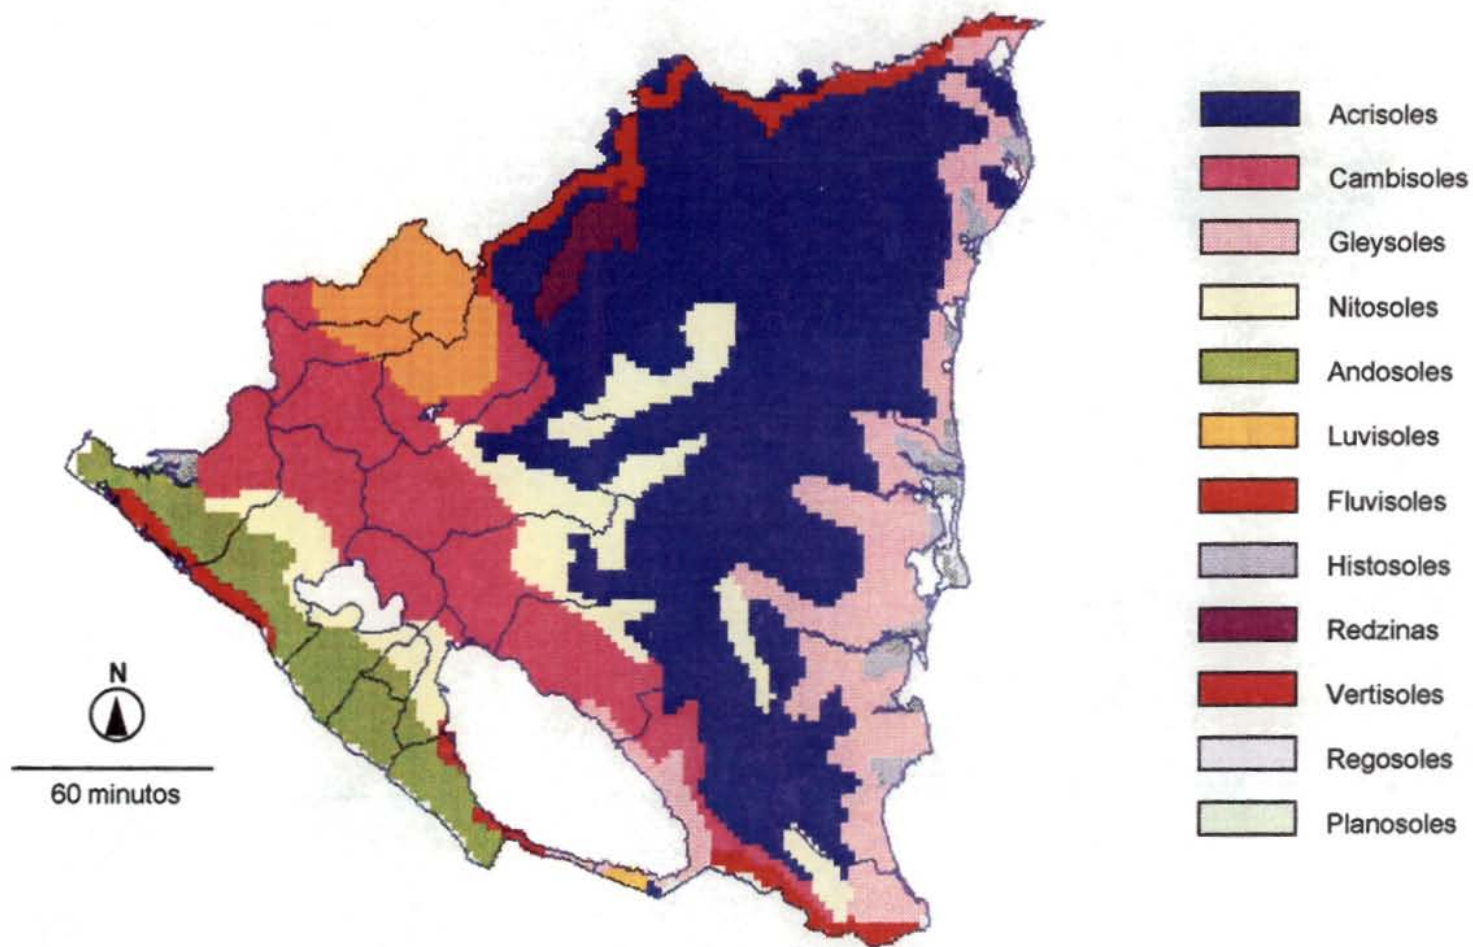 Acrisoles
Cambisoles
Gleysoles
Nitosoles
Andosoles
Luvisoles
Fluvisoles
Histosoles
Redzinas
Vertisoles
Regosoles
Planosoles
N
60 minutos